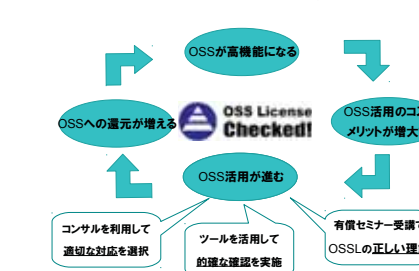 OSSが高機能になる
OSSへの還元が増える
OSS License
Checked!
OSS活用のコ
メリットが増大
OSS活用が進む
コンサルを利用して
適切な対応を選択
ツールを活用して
的確な確認を実施
有償セミナー受講
OSSLの正しい理